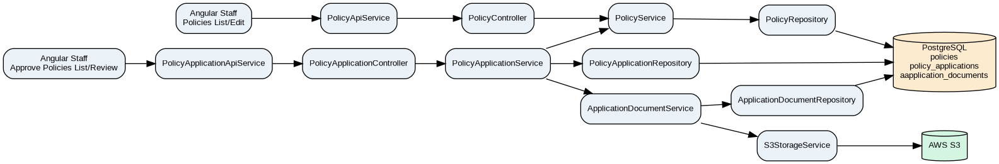 Angular Staff
Policies List/Edit
PolicyApiService
PolicyController
PolicyService
PolicyRepository
Angular Staff
Approve Policies List/Review
PolicyApplicationApiService
PolicyApplicationController
PolicyApplicationService
PolicyApplicationRepository
PostgreSQL
policies
policy_applications
aapplication_documents
ApplicationDocumentService
ApplicationDocumentRepository
S3StorageService
AWS S3